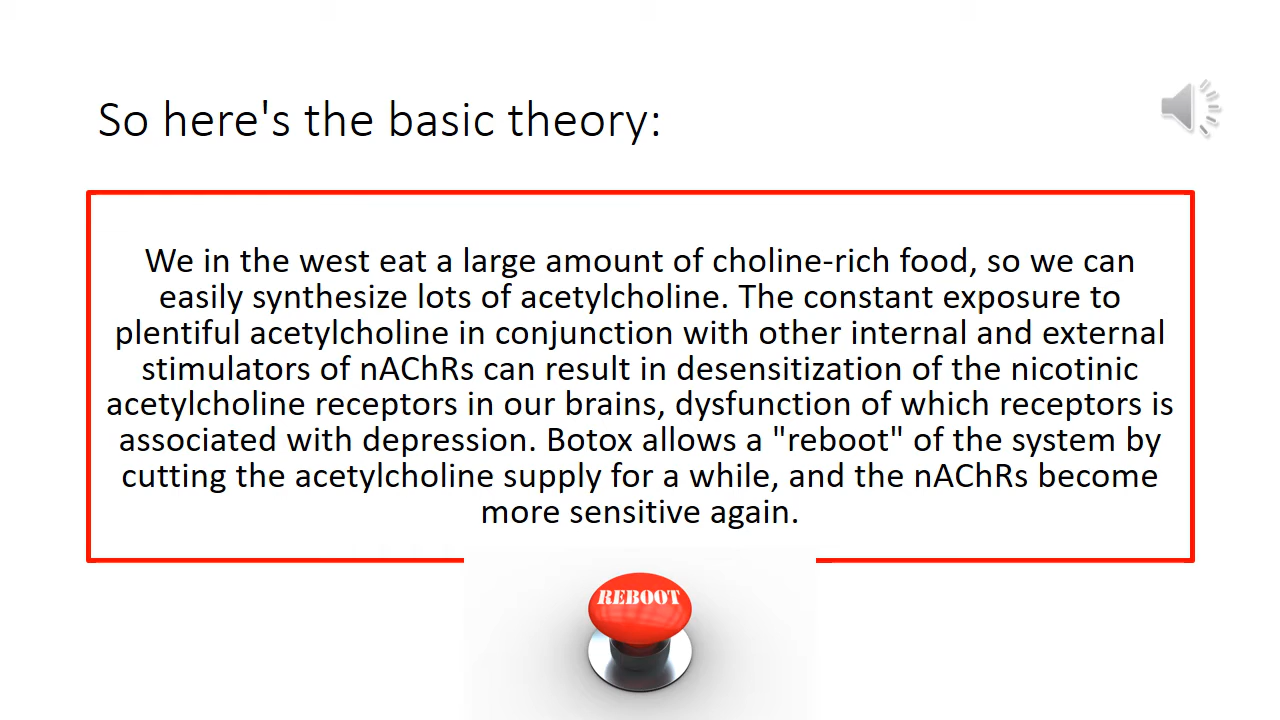 So here's the basic theory:
We in the west eat a large amount of choline-rich food, so we can
easily synthesize lots of acetylcholine. The constant exposure to
plentiful acetylcholine in conjunction with other internal and external
stimulators of nAChRs can result in desensitization of the nicotinic
acetylcholine receptors in our brains, dysfunction of which receptors is
associated with depression. Botox allows a "reboot" of the system by
cutting the acetylcholine supply for a while, and the nAChRs become
more sensitive again.
REBOOT